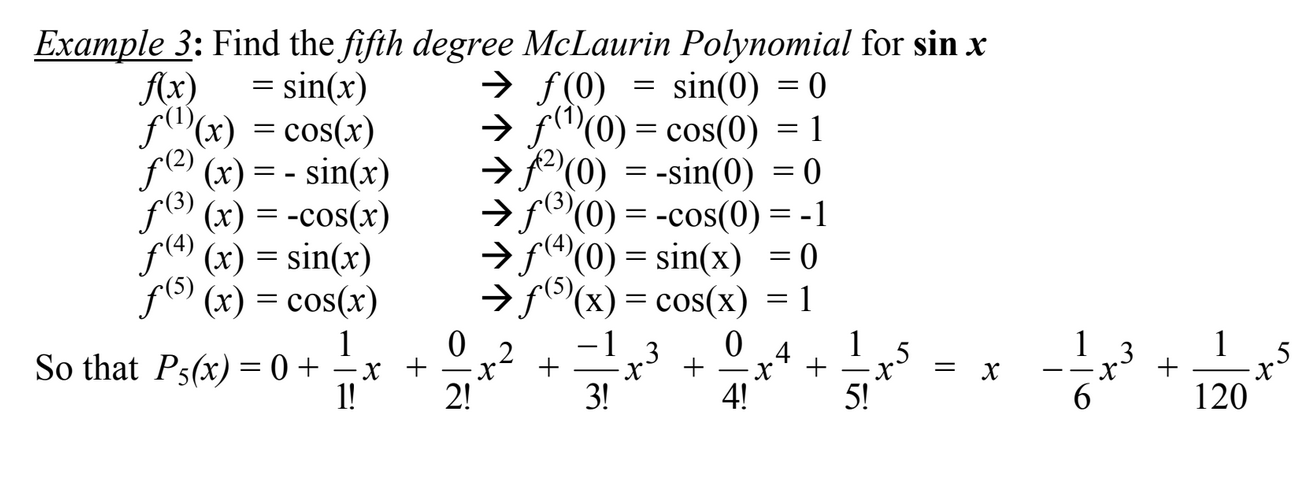 Example 3: Find the fifth degree McLaurin Polynomial for sin x
f(x) = sin(x) → f(0) = sin(0) = 0
f⁽¹⁾(x) = cos(x) → f⁽¹⁾(0) = cos(0) = 1
f⁽²⁾ (x) = - sin(x) → f⁽²⁾(0) = -sin(0) = 0
f⁽³⁾ (x) = -cos(x) → f⁽³⁾(0) = -cos(0) = -1
f⁽⁴⁾ (x) = sin(x) → f⁽⁴⁾(0) = sin(x) = 0
f⁽⁵⁾ (x) = cos(x) → f⁽⁵⁾(x) = cos(x) = 1
So that P₅(x) = 0 + 1/1! x + 0/2! x² + −1/3! x³ + 0/4! x⁴ + 1/5! x⁵ = x − 1/6 x³ + 1/120 x⁵